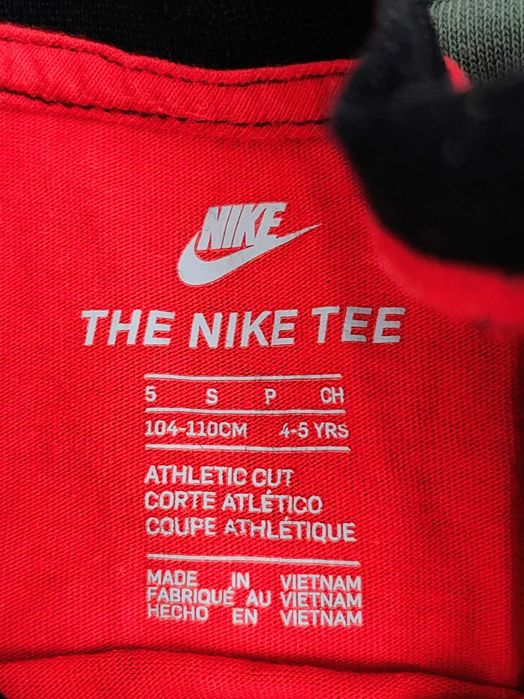 NIKE
THE NIKE TEE
5 S P CH
104-110CM 4-5 YRS
ATHLETIC CUT
CORTE ATLÉTICO
COUPE ATHLÉTIQUE
MADE IN VIETNAM
FABRIQUÉ AU VIETNAM
HECHO EN VIETNAM